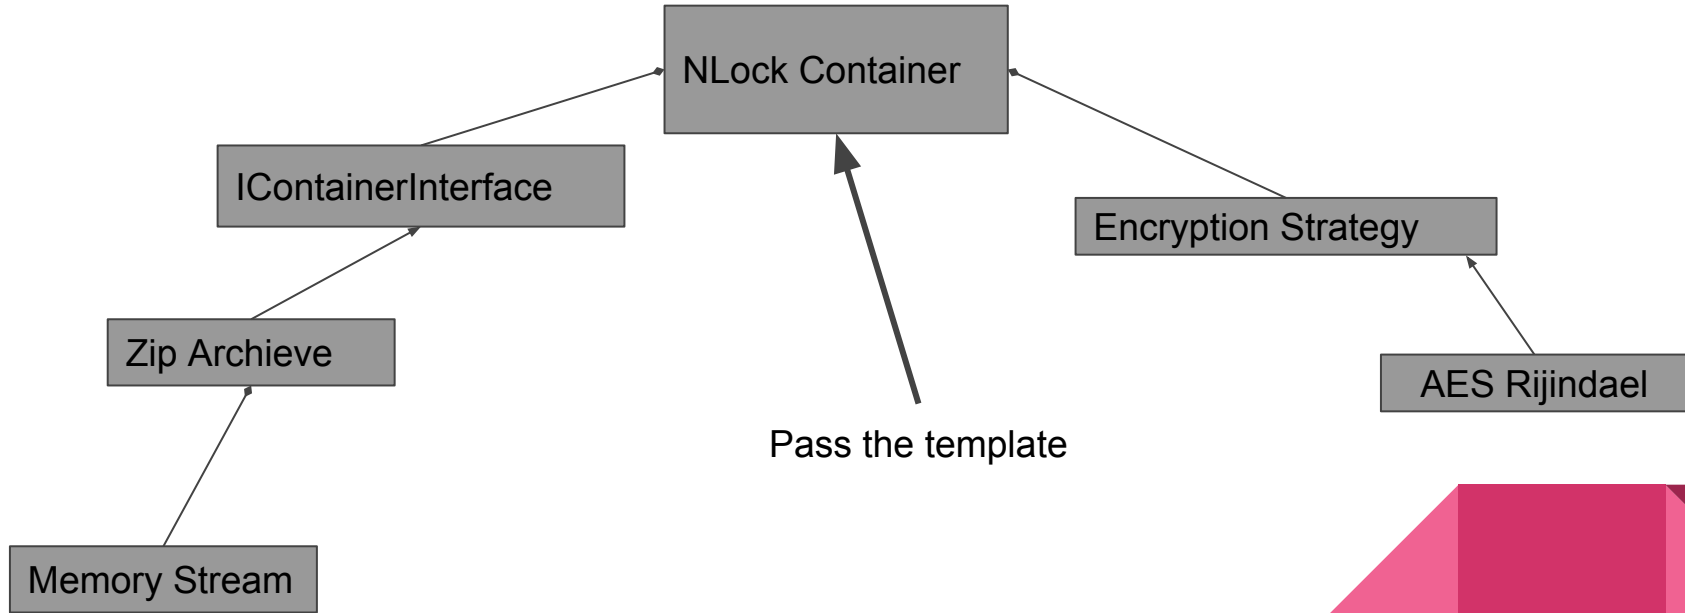 NLock Container
IContainerInterface
Encryption Strategy
Zip Archieve
AES Rijindael
Pass the template
Memory Stream